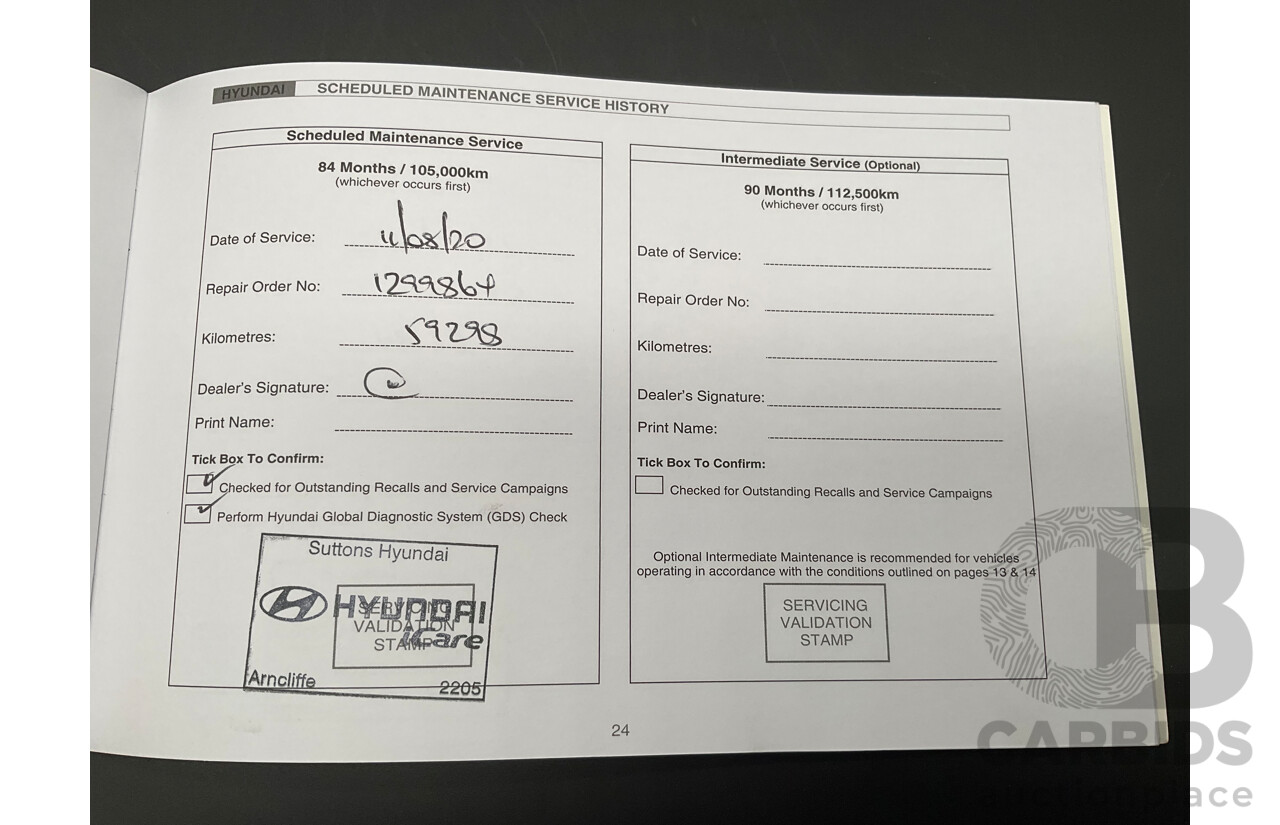 HYUNDAI SCHEDULED MAINTENANCE SERVICE HISTORY
Scheduled Maintenance Service
84 Months / 105,000km
(whichever occurs first)
Date of Service: 11/08/20
Repair Order No: 1299864
Kilometres: 59298
Dealer's Signature:
Print Name:
Tick Box To Confirm:
Checked for Outstanding Recalls and Service Campaigns
Perform Hyundai Global Diagnostic System (GDS) Check
Suttons Hyundai
HYUNDAI
iCare
SERVICING
VALIDATION
STAMP
Arncliffe 2205
Intermediate Service (Optional)
90 Months / 112,500km
(whichever occurs first)
Date of Service:
Repair Order No:
Kilometres:
Dealer's Signature:
Print Name:
Tick Box To Confirm:
Checked for Outstanding Recalls and Service Campaigns
Optional Intermediate Maintenance is recommended for vehicles
operating in accordance with the conditions outlined on pages 13 & 14
SERVICING
VALIDATION
STAMP
24
CB
CARBIDS
auctionplace